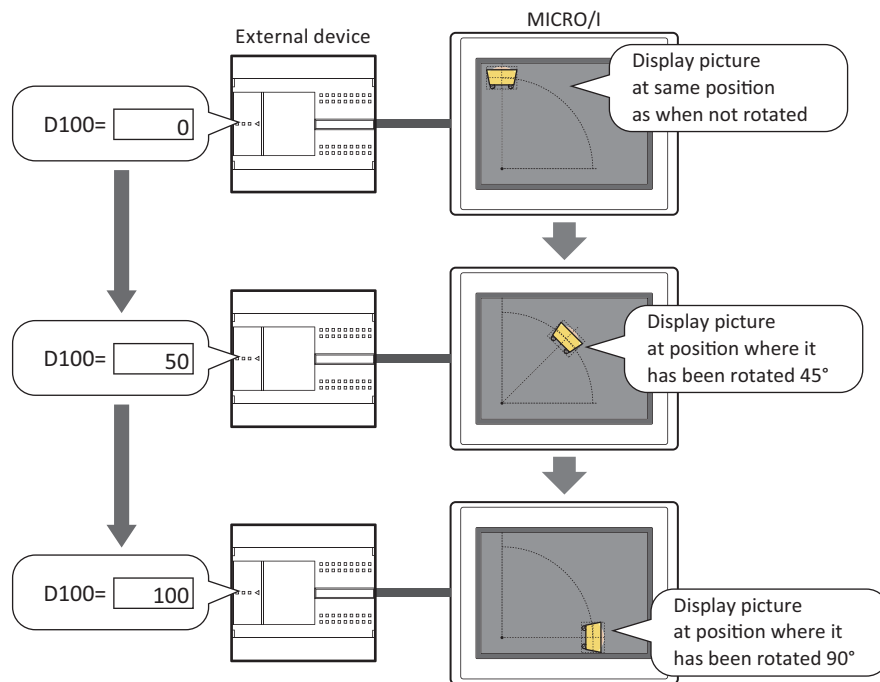 External device
MICRO/I
D100= 0
Display picture
at same position
as when not rotated
D100= 50
Display picture
at position where it
has been rotated 45°
D100= 100
Display picture
at position where it
has been rotated 90°